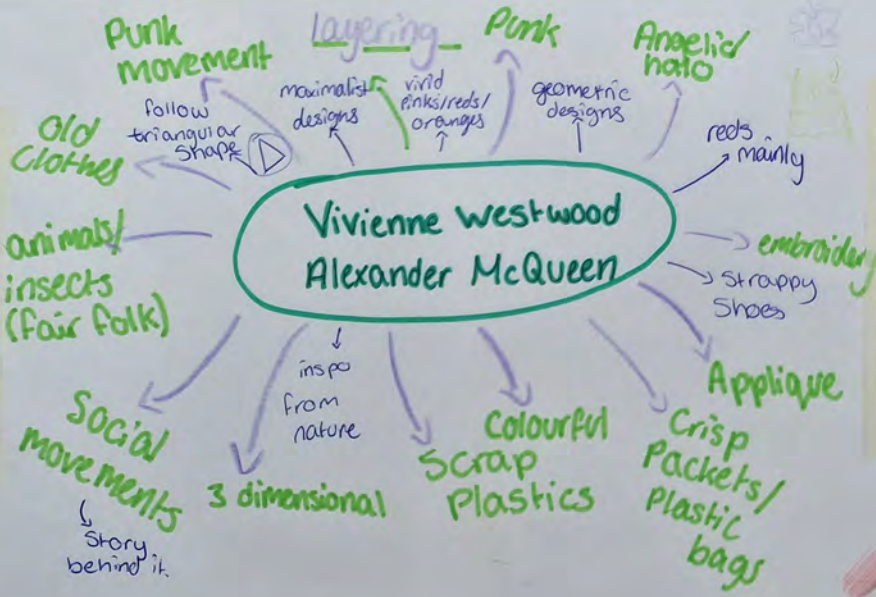 Punk
movement
layering
Punk
Angelic/
halo
maximalist
designs
vivid
pinks/reds/
oranges
geometric
designs
follow
triangular
shape
Old
Clothes
reds
mainly
Vivienne Westwood
Alexander McQueen
animals/
insects
(fair folk)
embroidery
Strappy
Shoes
inspo
from
nature
Applique
Social
movements
Story
behind it.
3 dimensional
Colourful
Scrap
Plastics
Crisp
Packets/
Plastic
bags